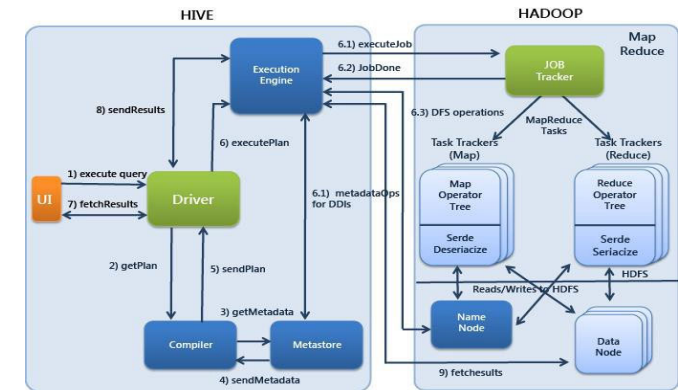 HIVE
HADOOP
Map
Reduce
6.1) executeJob
6.2) JobDone
Execution
Engine
JOB
Tracker
8) sendResults
6.3) DFS operations
MapReduce
Tasks
6) executePlan
Task Trackers
(Map)
Task Trackers
(Reduce)
1) execute query
UI
Driver
7) fetchResults
6.1) metadataOps
for DDIs
Map
Operator
Tree
Serde
Deseriacize
Reduce
Operator
Tree
Serde
Seriacize
2) getPlan
5) sendPlan
HDFS
Reads/Writes to HDFS
3) getMetadata
Compiler
Metastore
Name
Node
Data
Node
4) sendMetadata
9) fetchesults